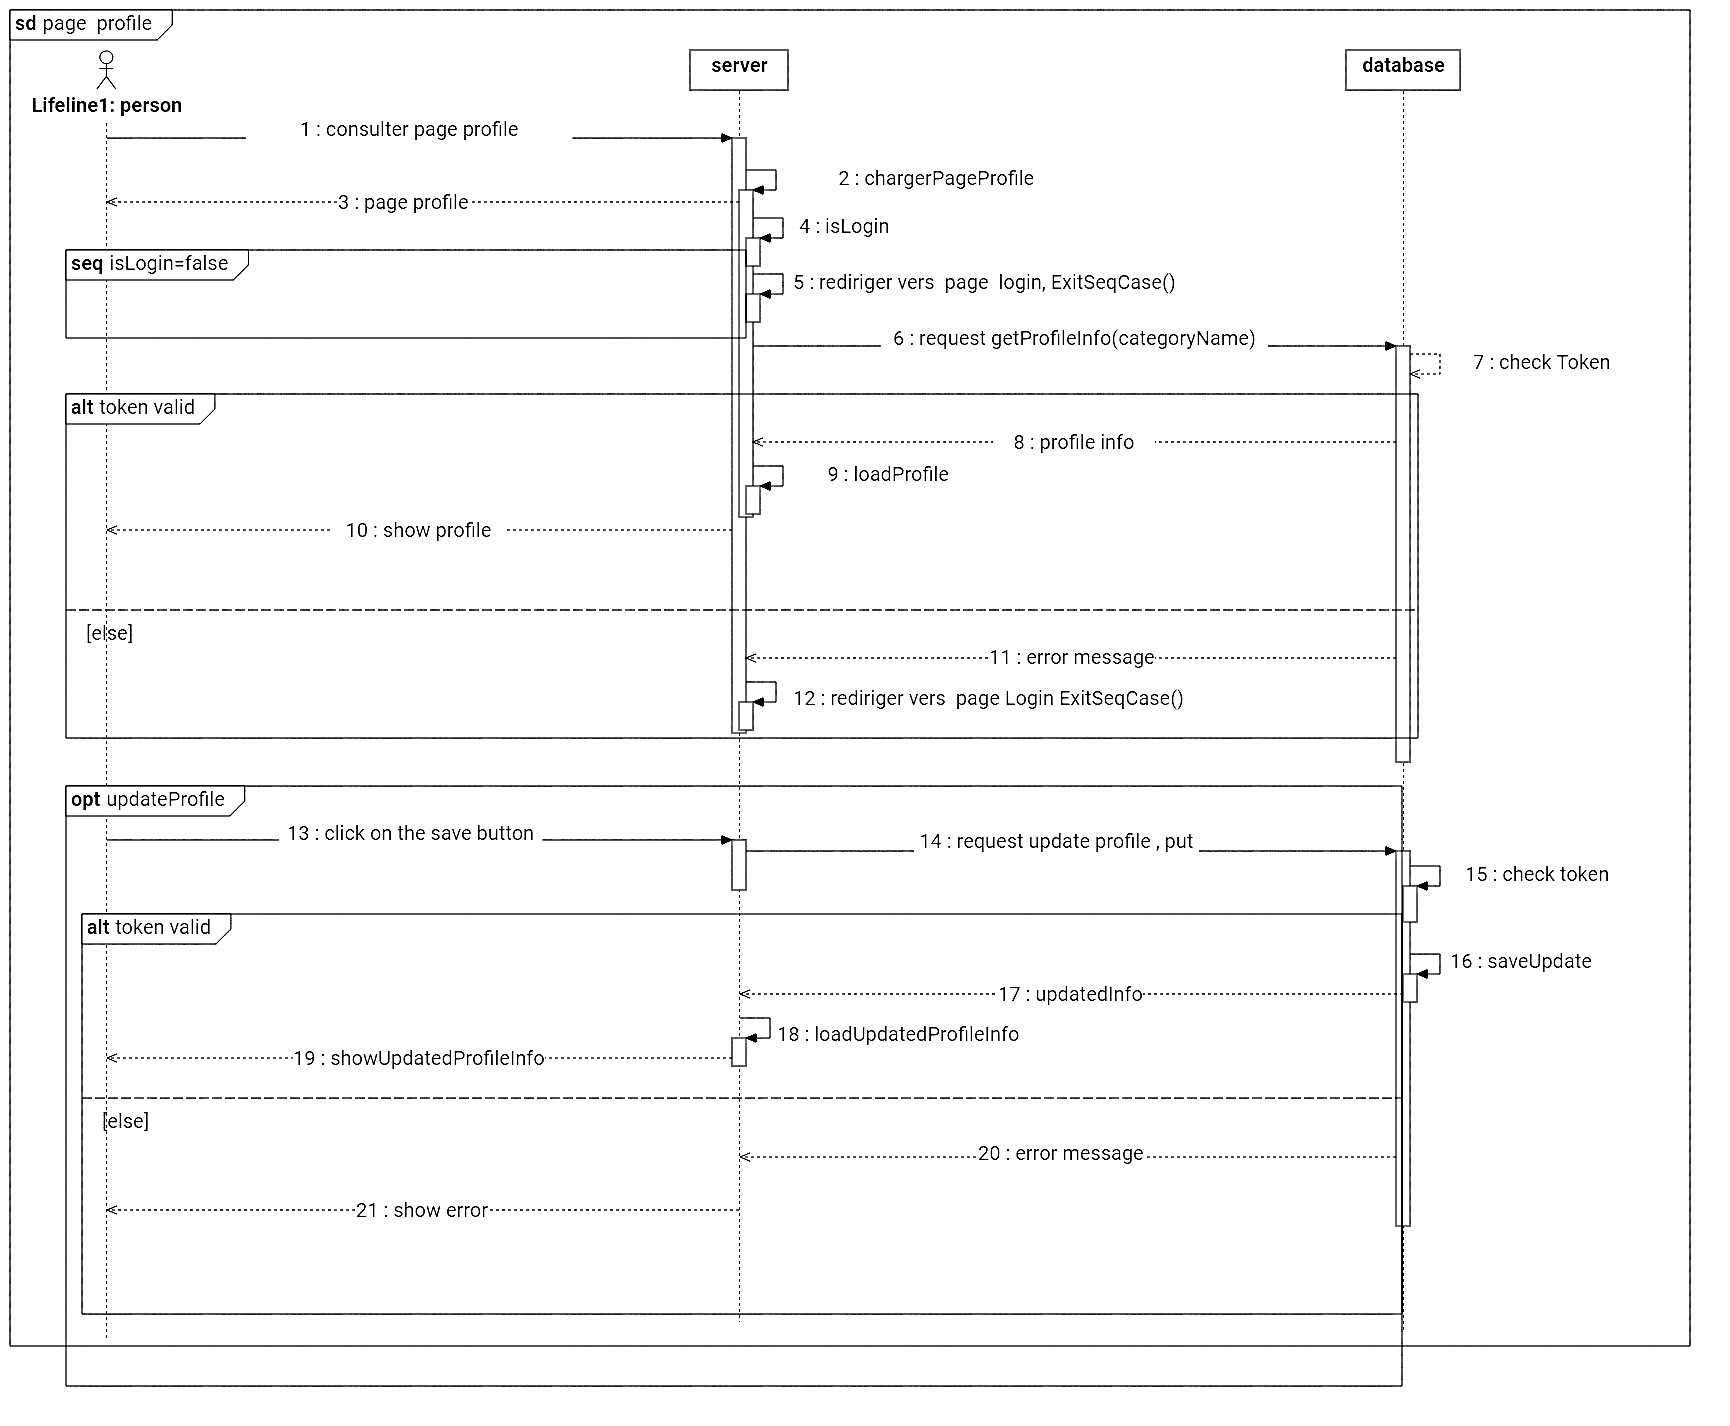 sd page profile
server
database
Lifeline1: person
1 : consulter page profile
2 : chargerPageProfile
3 : page profile
4 : isLogin
seq isLogin=false
5 : rediriger vers page login, ExitSeqCase()
6 : request getProfileInfo(categoryName)
7 : check Token
alt token valid
8 : profile info
9 : loadProfile
10 : show profile
[else]
11 : error message
12 : rediriger vers page Login ExitSeqCase()
opt updateProfile
13 : click on the save button
14 : request update profile , put
15 : check token
alt token valid
16 : saveUpdate
17 : updatedInfo
18 : loadUpdatedProfileInfo
19 : showUpdatedProfileInfo
[else]
20 : error message
21 : show error